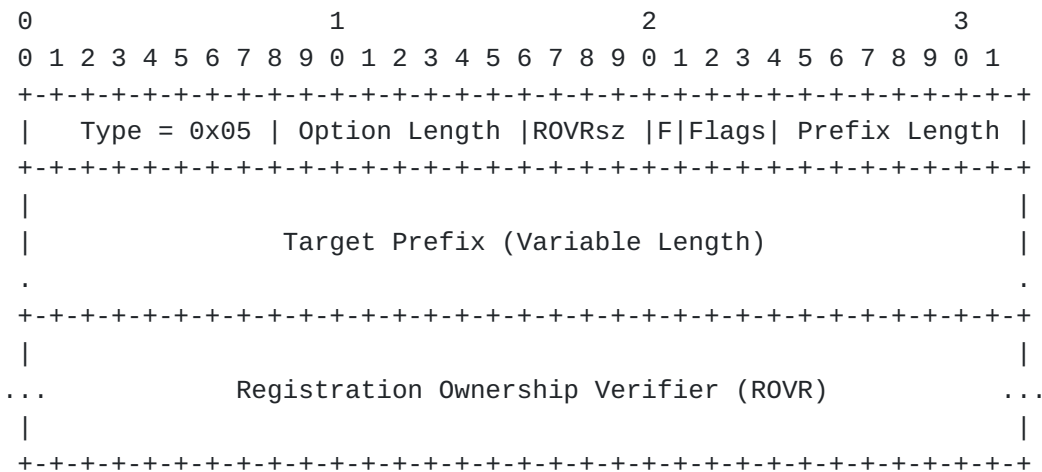 0                   1                   2                   3
 0 1 2 3 4 5 6 7 8 9 0 1 2 3 4 5 6 7 8 9 0 1 2 3 4 5 6 7 8 9 0 1
 +-+-+-+-+-+-+-+-+-+-+-+-+-+-+-+-+-+-+-+-+-+-+-+-+-+-+-+-+-+-+-+-+
 |   Type = 0x05 | Option Length |ROVRsz |F|Flags| Prefix Length |
 +-+-+-+-+-+-+-+-+-+-+-+-+-+-+-+-+-+-+-+-+-+-+-+-+-+-+-+-+-+-+-+-+
 |                                                               |
 |                Target Prefix (Variable Length)                |
 .                                                               .
 +-+-+-+-+-+-+-+-+-+-+-+-+-+-+-+-+-+-+-+-+-+-+-+-+-+-+-+-+-+-+-+-+
 |                                                               |
...            Registration Ownership Verifier (ROVR)           ...
 |                                                               |
 +-+-+-+-+-+-+-+-+-+-+-+-+-+-+-+-+-+-+-+-+-+-+-+-+-+-+-+-+-+-+-+-+